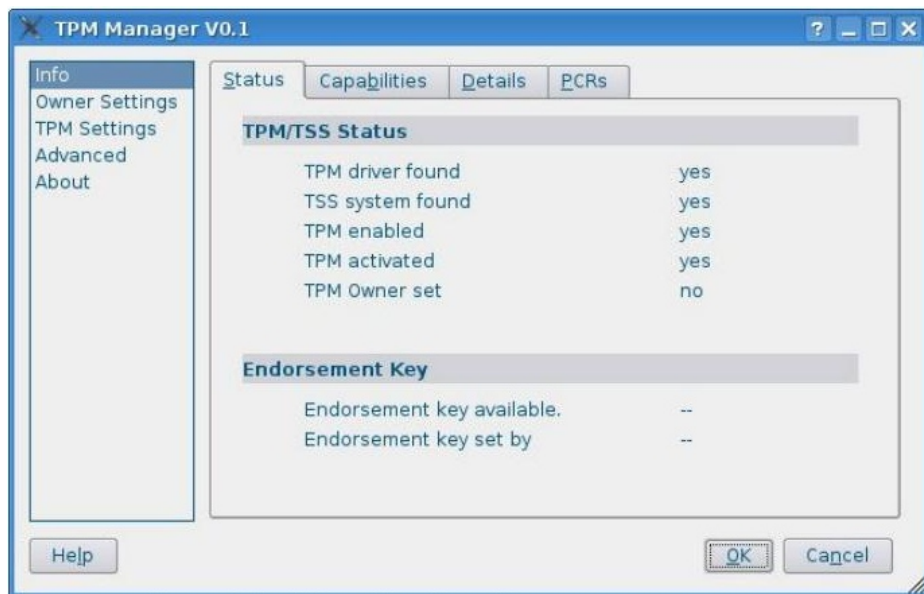 TPM Manager V0.1
Info
Owner Settings
TPM Settings
Advanced
About
Status Capabilities Details PCRs
TPM/TSS Status
TPM driver found yes
TSS system found yes
TPM enabled yes
TPM activated yes
TPM Owner set no
Endorsement Key
Endorsement key available. --
Endorsement key set by --
Help OK Cancel